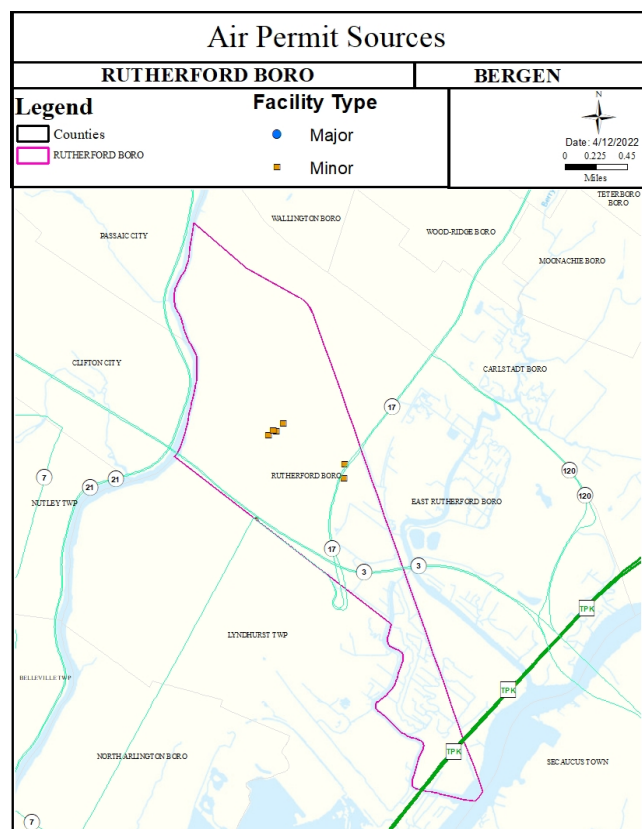 Air Permit Sources
RUTHERFORD BORO
BERGEN
Legend
Counties
RUTHERFORD BORO
Facility Type
Major
Minor
N
Date: 4/12/2022
0 0.225 0.45
Miles
TETERBORO
BORO
WALLINGTON BORO
PASSAIC CITY
WOOD-RIDGE BORO
MOONACHIE BORO
CLIFTON CITY
CARLSTADT BORO
17
120
7
RUTHERFORD BORO
21
21
120
NUTLEY TWP
EAST RUTHERFORD BORO
17
3
3
TPK
LYNDHURST TWP
BELLEVILLE TWP
TPK
TPK
NORTH ARLINGTON BORO
SECAUCUS TOWN
7